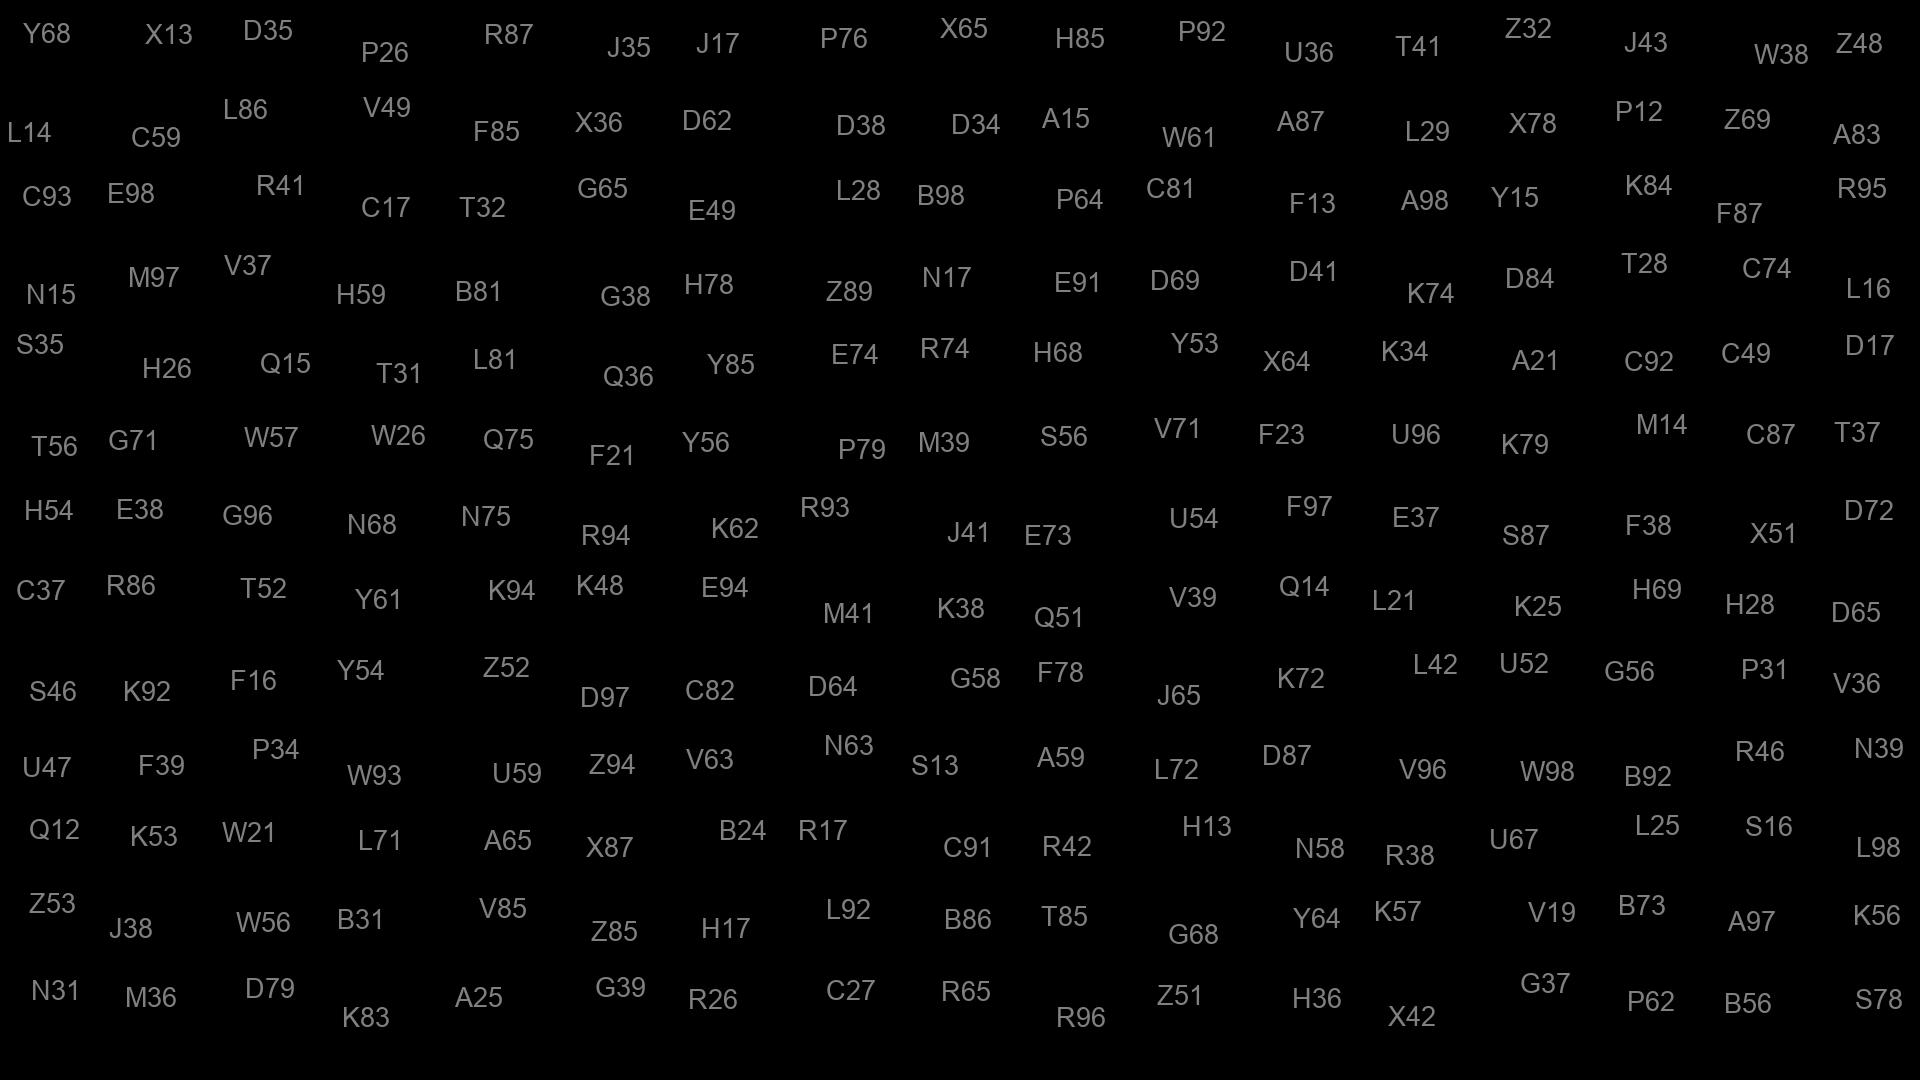 Y68 X13 D35 P26 R87 J35 J17 P76 X65 H85 P92 U36 T41 Z32 J43 W38 Z48
L14 C59 L86 V49 F85 X36 D62 D38 D34 A15 W61 A87 L29 X78 P12 Z69 A83
C93 E98 R41 C17 T32 G65 E49 L28 B98 P64 C81 F13 A98 Y15 K84 F87 R95
N15 M97 V37 H59 B81 G38 H78 Z89 N17 E91 D69 D41 K74 D84 T28 C74 L16
S35 H26 Q15 T31 L81 Q36 Y85 E74 R74 H68 Y53 X64 K34 A21 C92 C49 D17
T56 G71 W57 W26 Q75 F21 Y56 P79 M39 S56 V71 F23 U96 K79 M14 C87 T37
H54 E38 G96 N68 N75 R94 K62 R93 J41 E73 U54 F97 E37 S87 F38 X51 D72
C37 R86 T52 Y61 K94 K48 E94 M41 K38 Q51 V39 Q14 L21 K25 H69 H28 D65
S46 K92 F16 Y54 Z52 D97 C82 D64 G58 F78 J65 K72 L42 U52 G56 P31 V36
U47 F39 P34 W93 U59 Z94 V63 N63 S13 A59 L72 D87 V96 W98 B92 R46 N39
Q12 K53 W21 L71 A65 X87 B24 R17 C91 R42 H13 N58 R38 U67 L25 S16 L98
Z53 J38 W56 B31 V85 Z85 H17 L92 B86 T85 G68 Y64 K57 V19 B73 A97 K56
N31 M36 D79 K83 A25 G39 R26 C27 R65 R96 Z51 H36 X42 G37 P62 B56 S78